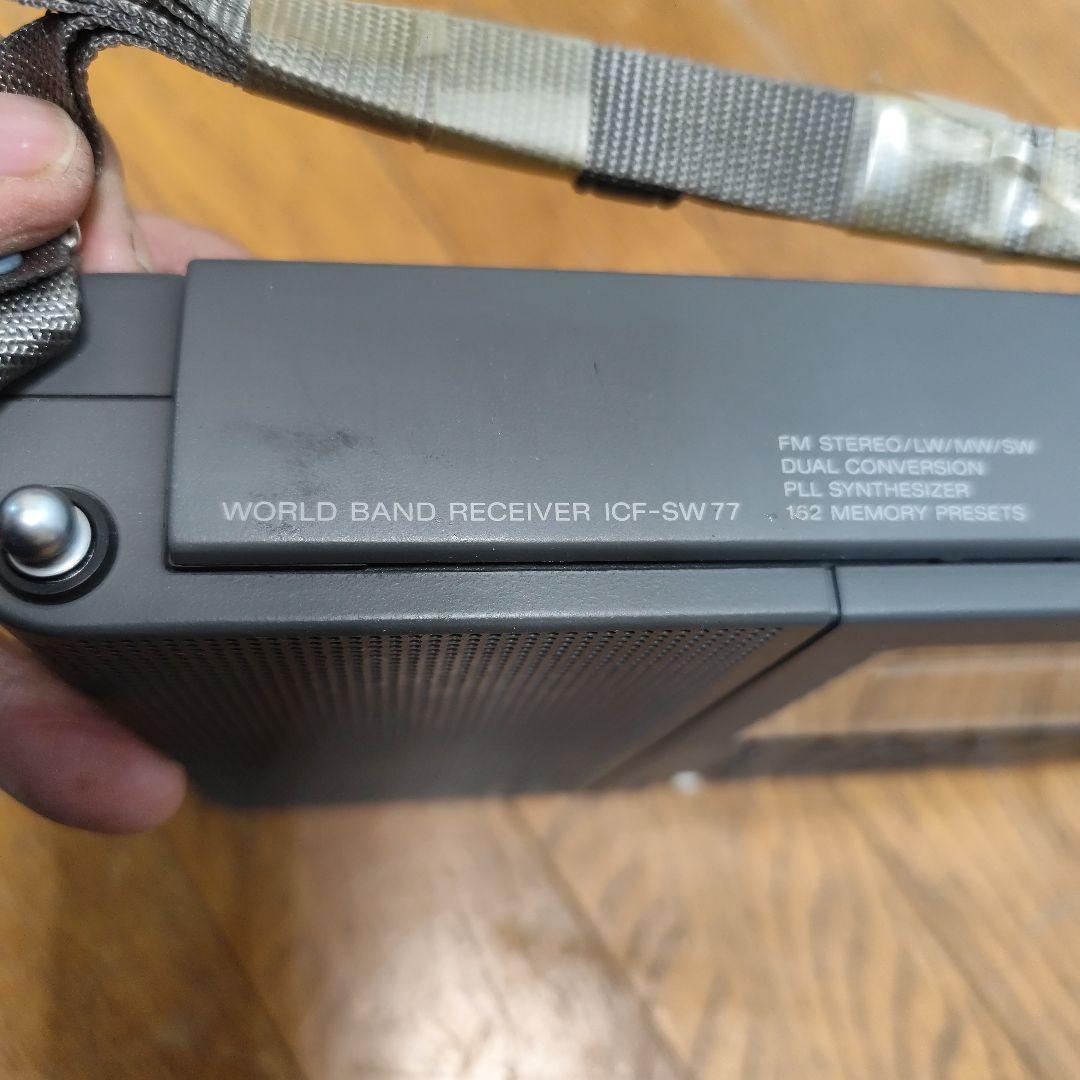 FM STEREO/LW/MW/SW
DUAL CONVERSION
PLL SYNTHESIZER
WORLD BAND RECEIVER ICF-SW77
162 MEMORY PRESETS